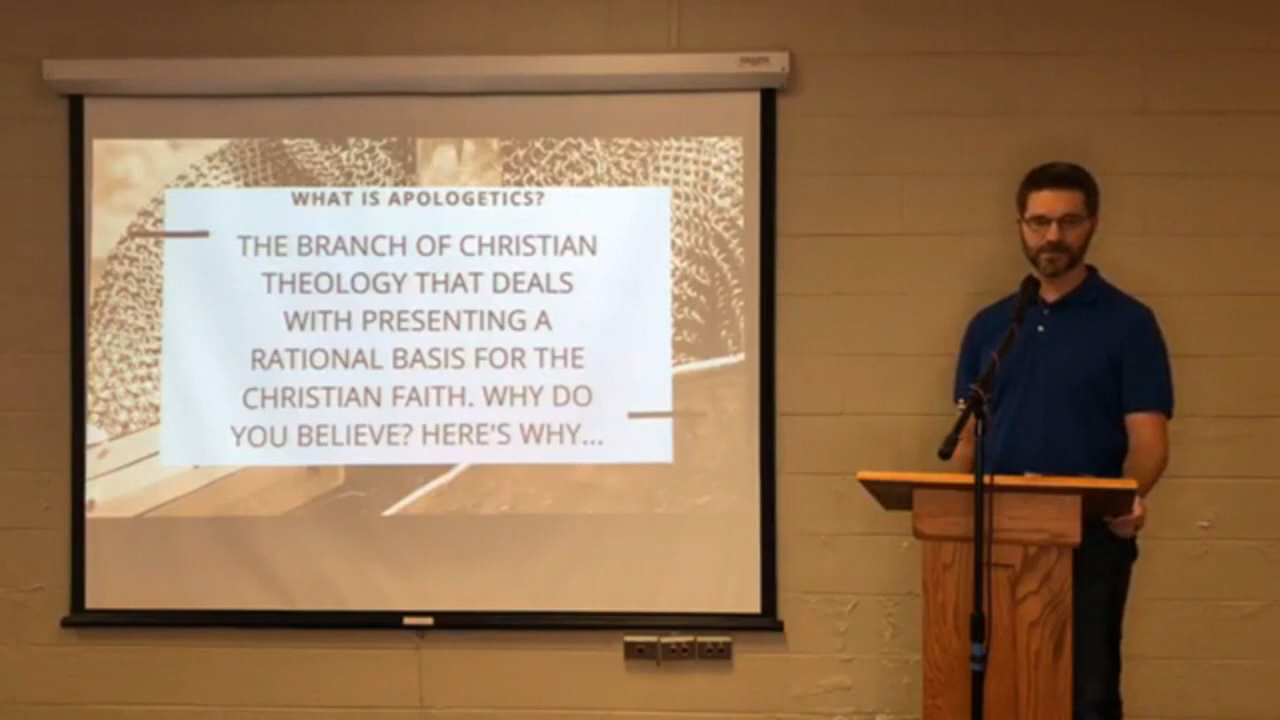 WHAT IS APOLOGETICS?
THE BRANCH OF CHRISTIAN
THEOLOGY THAT DEALS
WITH PRESENTING A
RATIONAL BASIS FOR THE
CHRISTIAN FAITH. WHY DO
YOU BELIEVE? HERE'S WHY...